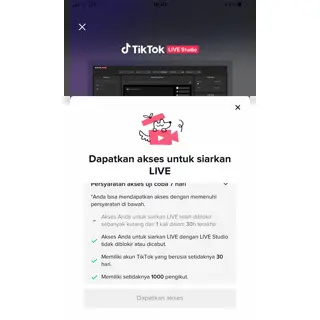 TikTok LIVE Studio
Dapatkan akses untuk siarkan
LIVE
Persyaratan akses uji coba 7 hari
*Anda bisa mendapatkan akses dengan memenuhi
persyaratan di bawah.
Akses Anda untuk siarkan LIVE telah diblokir
sebanyak kurang dari 1 kali dalam 30h terakhir
Akses Anda untuk siarkan LIVE dengan LIVE Studio
tidak diblokir atau dicabut.
Memiliki akun TikTok yang berusia setidaknya 30
hari.
Memiliki setidaknya 1000 pengikut.
Dapatkan akses